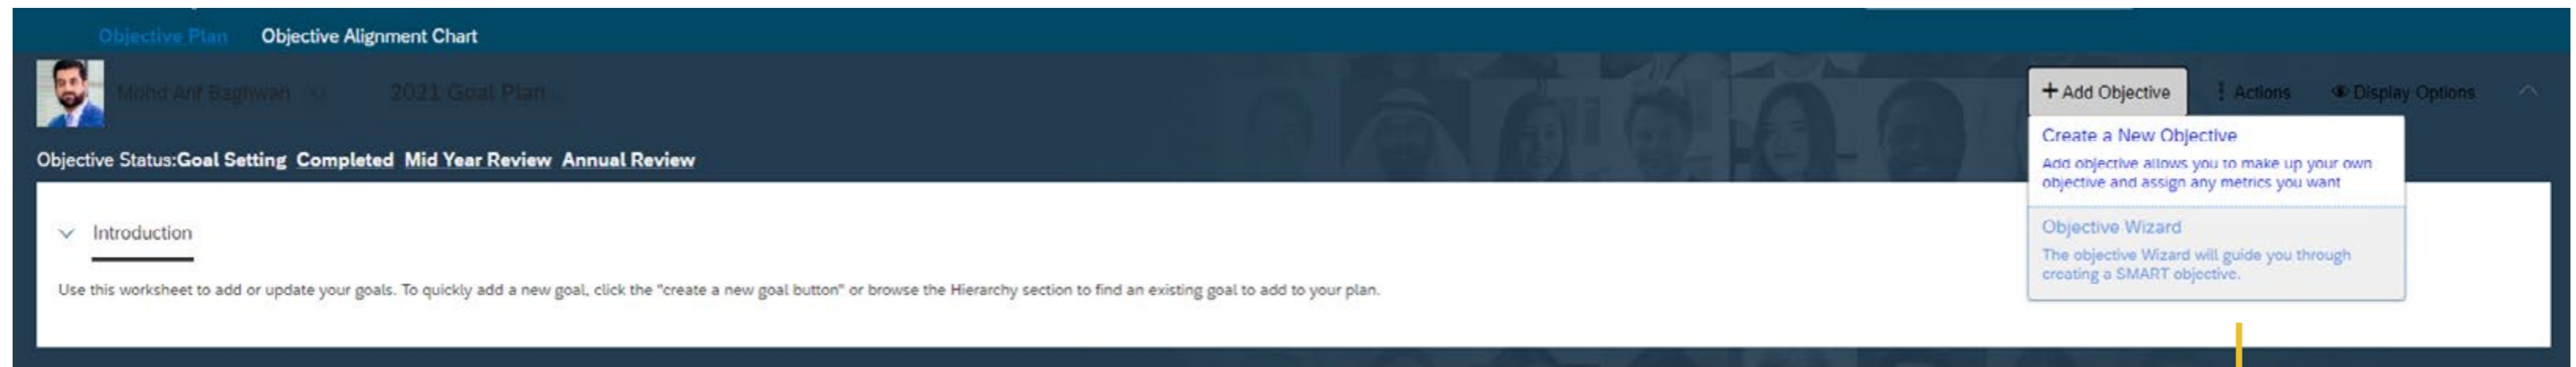 Objective Plan Objective Alignment Chart
Mohd Arif Baghwan 2021 Goal Plan
+ Add Objective Actions Display Options
Create a New Objective
Add objective allows you to make up your own
objective and assign any metrics you want
Objective Status:Goal Setting Completed Mid Year Review Annual Review
Objective Wizard
The objective Wizard will guide you through
creating a SMART objective.
Introduction
Use this worksheet to add or update your goals. To quickly add a new goal, click the "create a new goal button" or browse the Hierarchy section to find an existing goal to add to your plan.